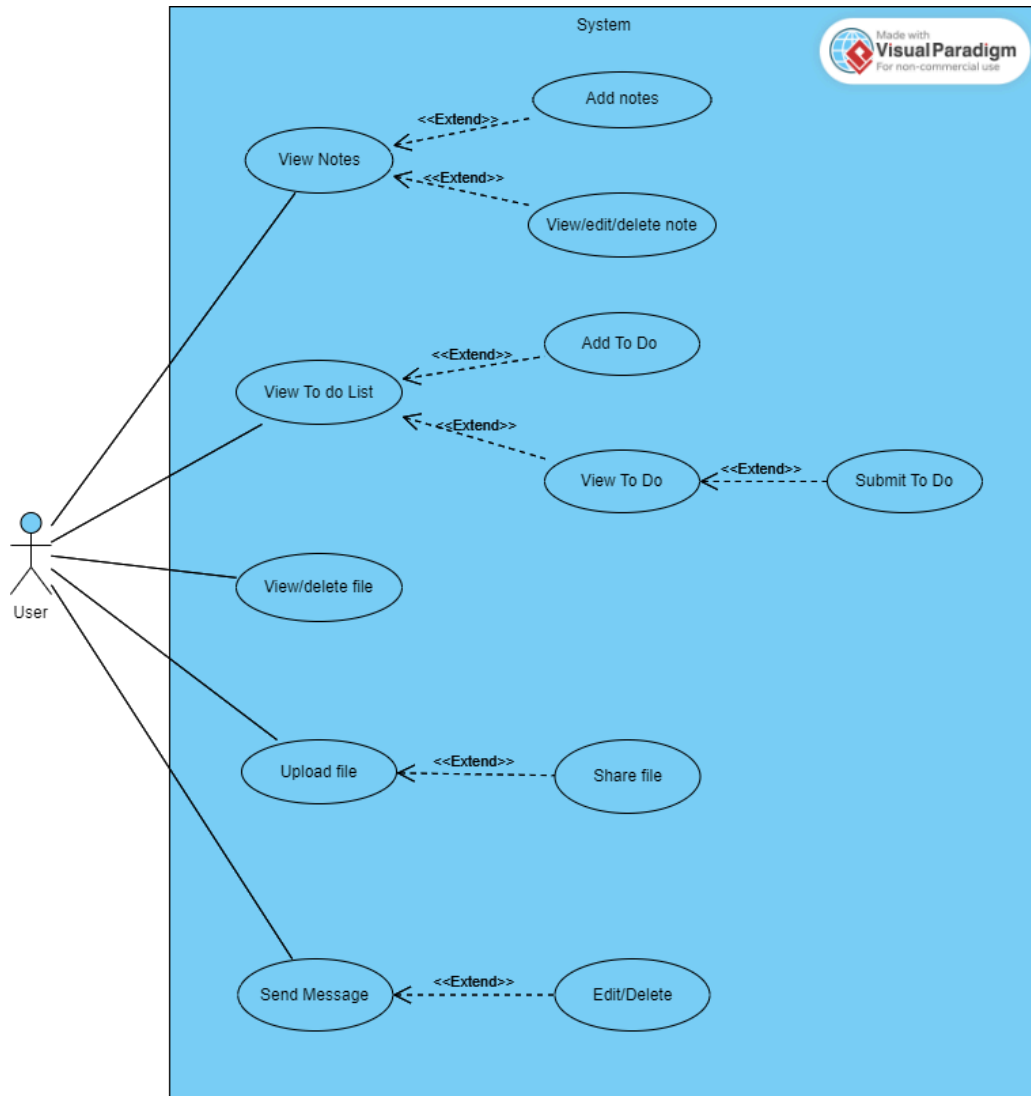 System
Made with
Visual Paradigm
For non-commercial use
Add notes
<<Extend>>
View Notes
<<Extend>>
View/edit/delete note
Add To Do
<<Extend>>
View To do List
<<Extend>>
View To Do
<<Extend>>
Submit To Do
View/delete file
User
Upload file
<<Extend>>
Share file
Send Message
<<Extend>>
Edit/Delete